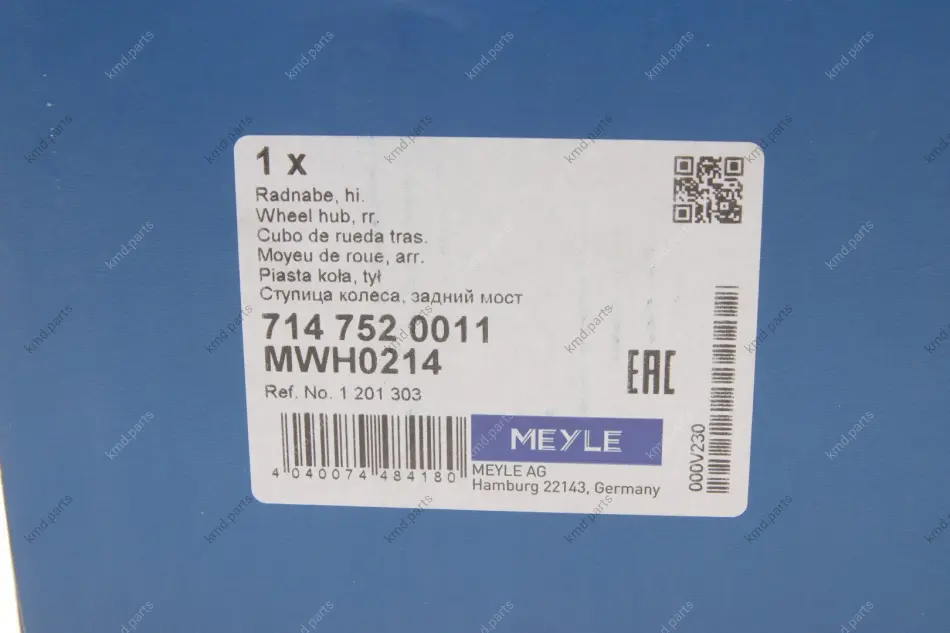 1 x
Radnabe, hi.
Wheel hub, rr.
Cubo de rueda tras.
Moyeu de roue, arr.
Piasta koła, tył
Ступица колеса, задний мост
714 752 0011
MWH0214
Ref. No. 1 201 303
EAC
4 040074 484180
MEYLE
MEYLE AG
Hamburg 22143, Germany
000V230
kmd.parts